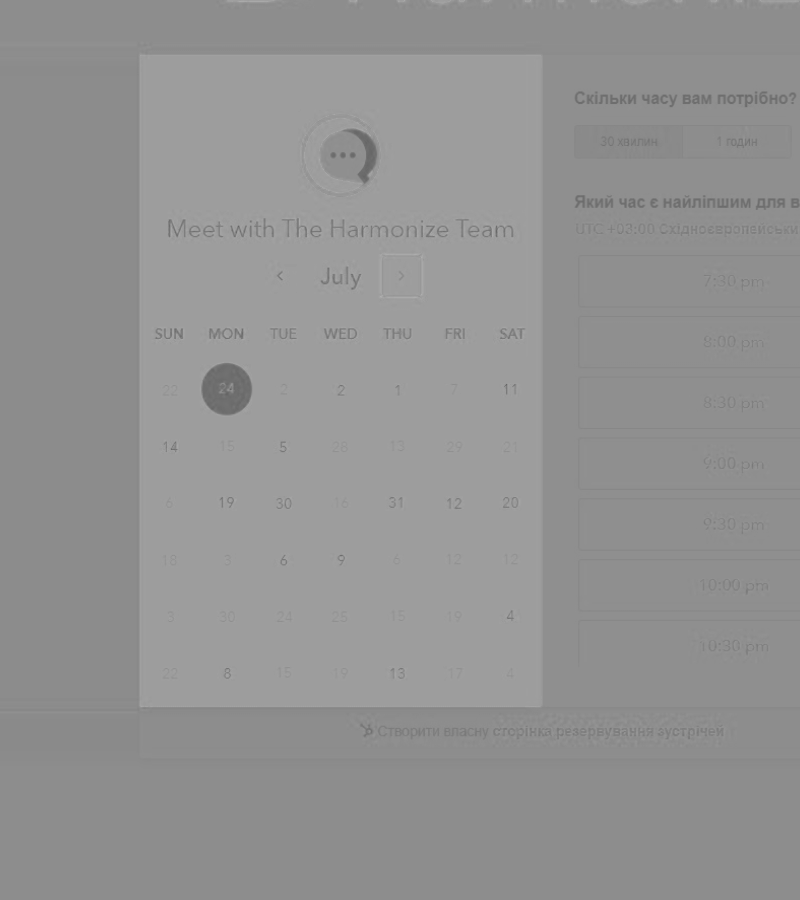 Meet with The Harmonize Team
July
SUN MON TUE WED THU FRI SAT
22 24 2 2 1 7 11
14 15 5 28 13 29 21
6 19 30 16 31 12 20
18 3 6 9 6 12 12
3 30 24 25 15 19 4
22 8 15 19 13 17 4
Скільки часу вам потрібно?
30 хвилин 1 годин
Який час є найліпшим для в
UTC +03:00 Східноєвропейськи
7:30 pm
8:00 pm
8:30 pm
9:00 pm
9:30 pm
10:00 pm
10:30 pm
Створити власну сторінка резервування зустрічей